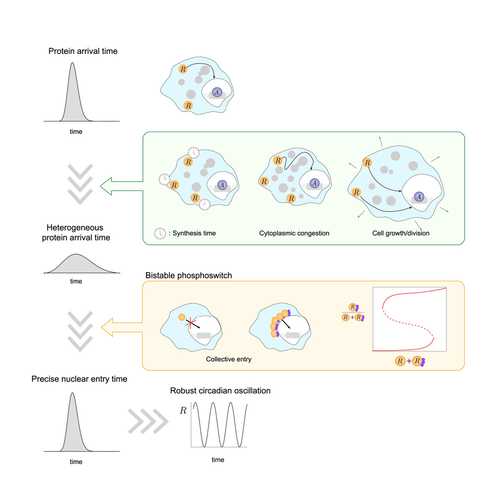 Protein arrival time
R
R
A
time
R
R
R
A
R
R
A
R
R
A
: Synthesis time
Cytoplasmic congestion
Cell growth/division
Heterogeneous
protein arrival time
time
Bistable phosphoswitch
Collective entry
R
R + R
R + R
Precise nuclear entry time
time
Robust circadian oscillation
R
time